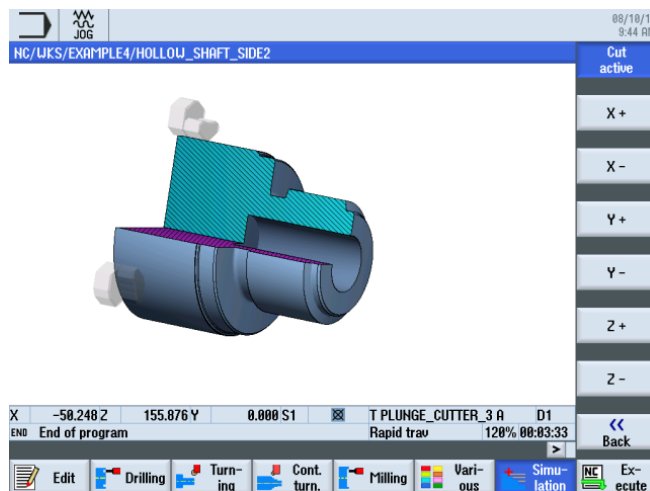 08/10/1
9:44 A
JOG
NC/WKS/EXAMPLE4/HOLLOW_SHAFT_SIDE2
Cut
active
X +
X -
Y +
Y -
Z +
Z -
X -50.248 Z 155.876 Y 0.000 S1 T PLUNGE_CUTTER_3 A D1
END End of program Rapid trav 120% 00:03:33
<<
Back
>
Edit
Drilling
Turn-
ing
Cont.
turn.
Milling
Vari-
ous
Simu-
lation
NC Ex-
ecute